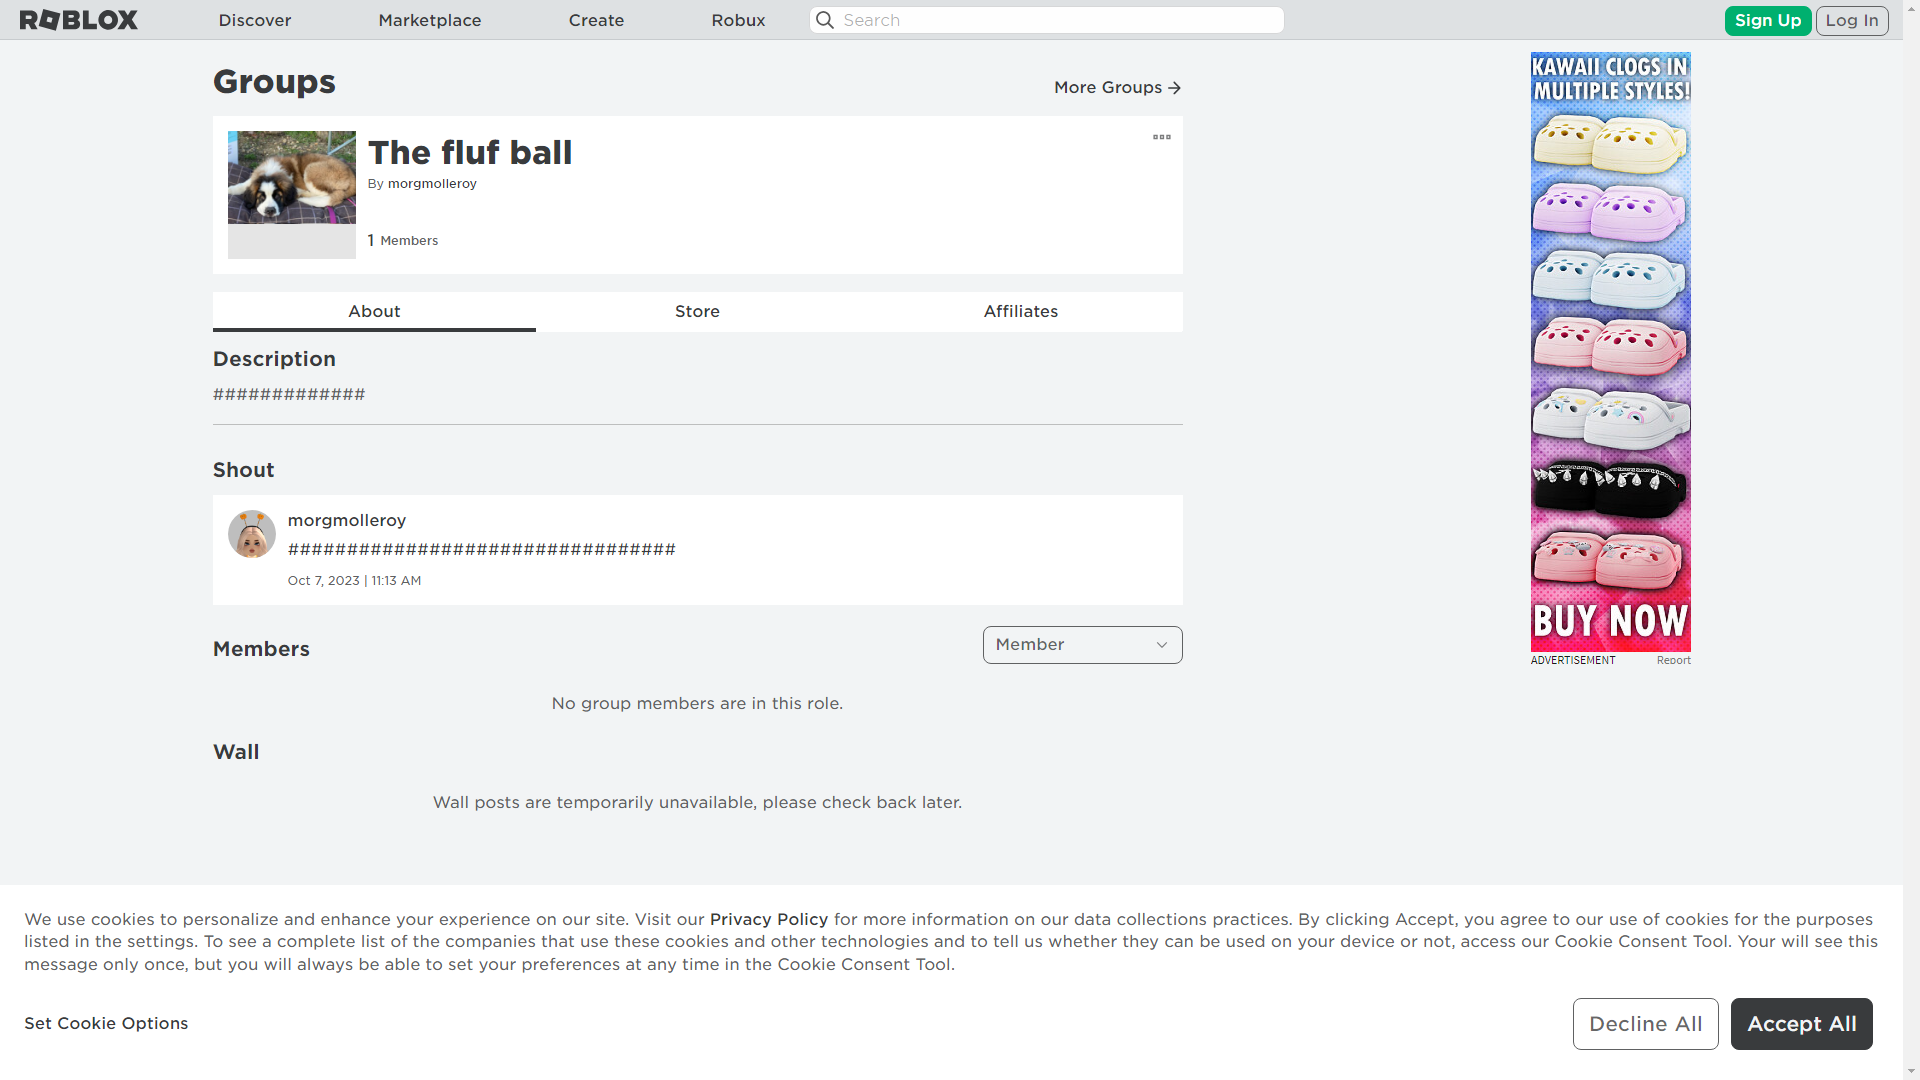 ROBLOX
Discover
Marketplace
Create
Robux
Search
Sign Up
Log In
Groups
More Groups
The fluf ball
By morgmolleroy
1 Members
About
Store
Affiliates
Description
#############
Shout
morgmolleroy
#################################
Oct 7, 2023 | 11:13 AM
Members
Member
No group members are in this role.
Wall
Wall posts are temporarily unavailable, please check back later.
KAWAII CLOGS IN
MULTIPLE STYLES!
BUY NOW
ADVERTISEMENT
Report
We use cookies to personalize and enhance your experience on our site. Visit our Privacy Policy for more information on our data collections practices. By clicking Accept, you agree to our use of cookies for the purposes
listed in the settings. To see a complete list of the companies that use these cookies and other technologies and to tell us whether they can be used on your device or not, access our Cookie Consent Tool. Your will see this
message only once, but you will always be able to set your preferences at any time in the Cookie Consent Tool.
Set Cookie Options
Decline All
Accept All